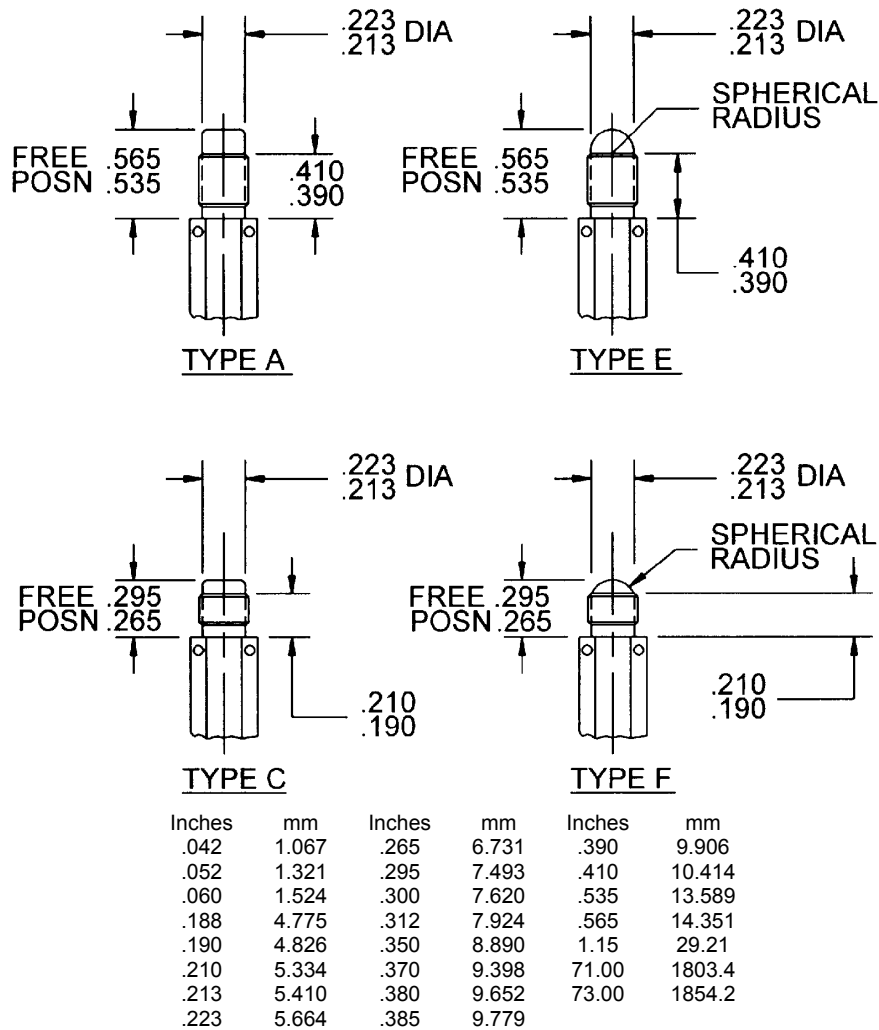 .223
.213 DIA
FREE .565
POSN .535
.410
.390
TYPE A
.223
.213 DIA
SPHERICAL
RADIUS
FREE .565
POSN .535
.410
.390
TYPE E
.223
.213 DIA
FREE .295
POSN .265
.210
.190
TYPE C
.223
.213 DIA
SPHERICAL
RADIUS
FREE .295
POSN .265
.210
.190
TYPE F
Inches mm Inches mm Inches mm
.042 1.067 .265 6.731 .390 9.906
.052 1.321 .295 7.493 .410 10.414
.060 1.524 .300 7.620 .535 13.589
.188 4.775 .312 7.924 .565 14.351
.190 4.826 .350 8.890 1.15 29.21
.210 5.334 .370 9.398 71.00 1803.4
.213 5.410 .380 9.652 73.00 1854.2
.223 5.664 .385 9.779